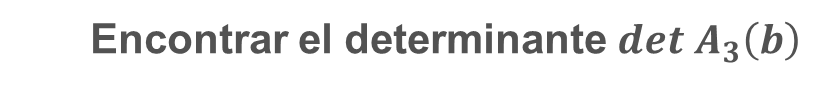 Encontrar el determinante det A₃(b)